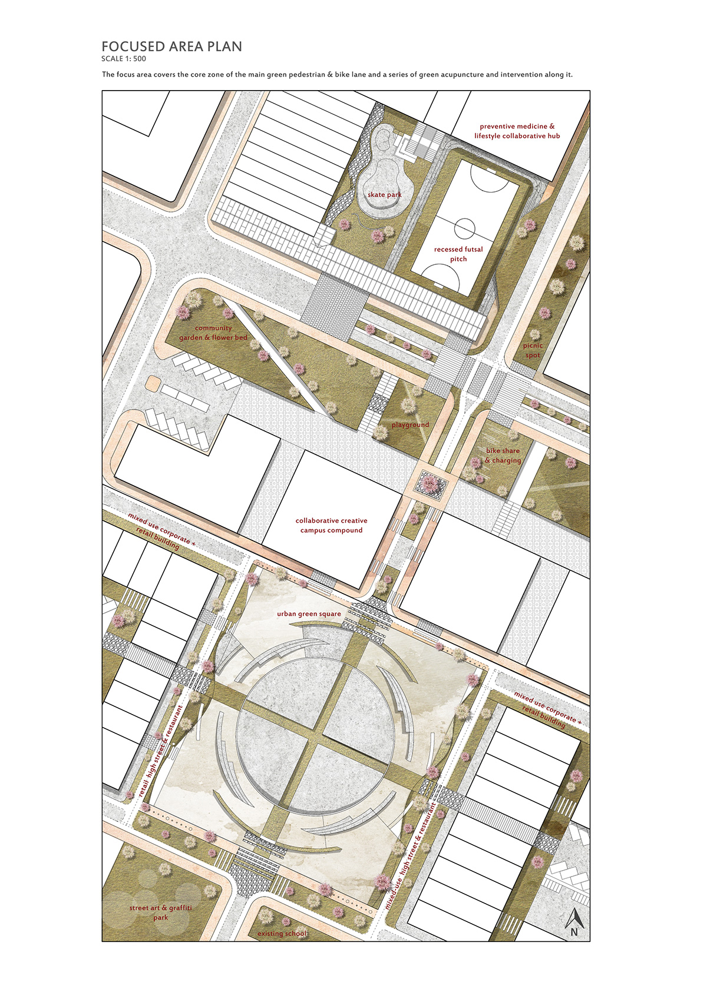 FOCUSED AREA PLAN
SCALE 1: 500
The focus area covers the core zone of the main green pedestrian & bike lane and a series of green acupuncture and intervention along it.
preventive medicine &
lifestyle collaborative hub
skate park
recessed futsal
pitch
community
garden & flower bed
picnic
spot
playground
bike share
& charging
mixed use corporate +
retail building
collaborative creative
campus compound
urban green square
mixed use corporate +
retail building
retail high street & restaurant
mixed-use high street & restaurant
street art & graffiti
park
existing school
N